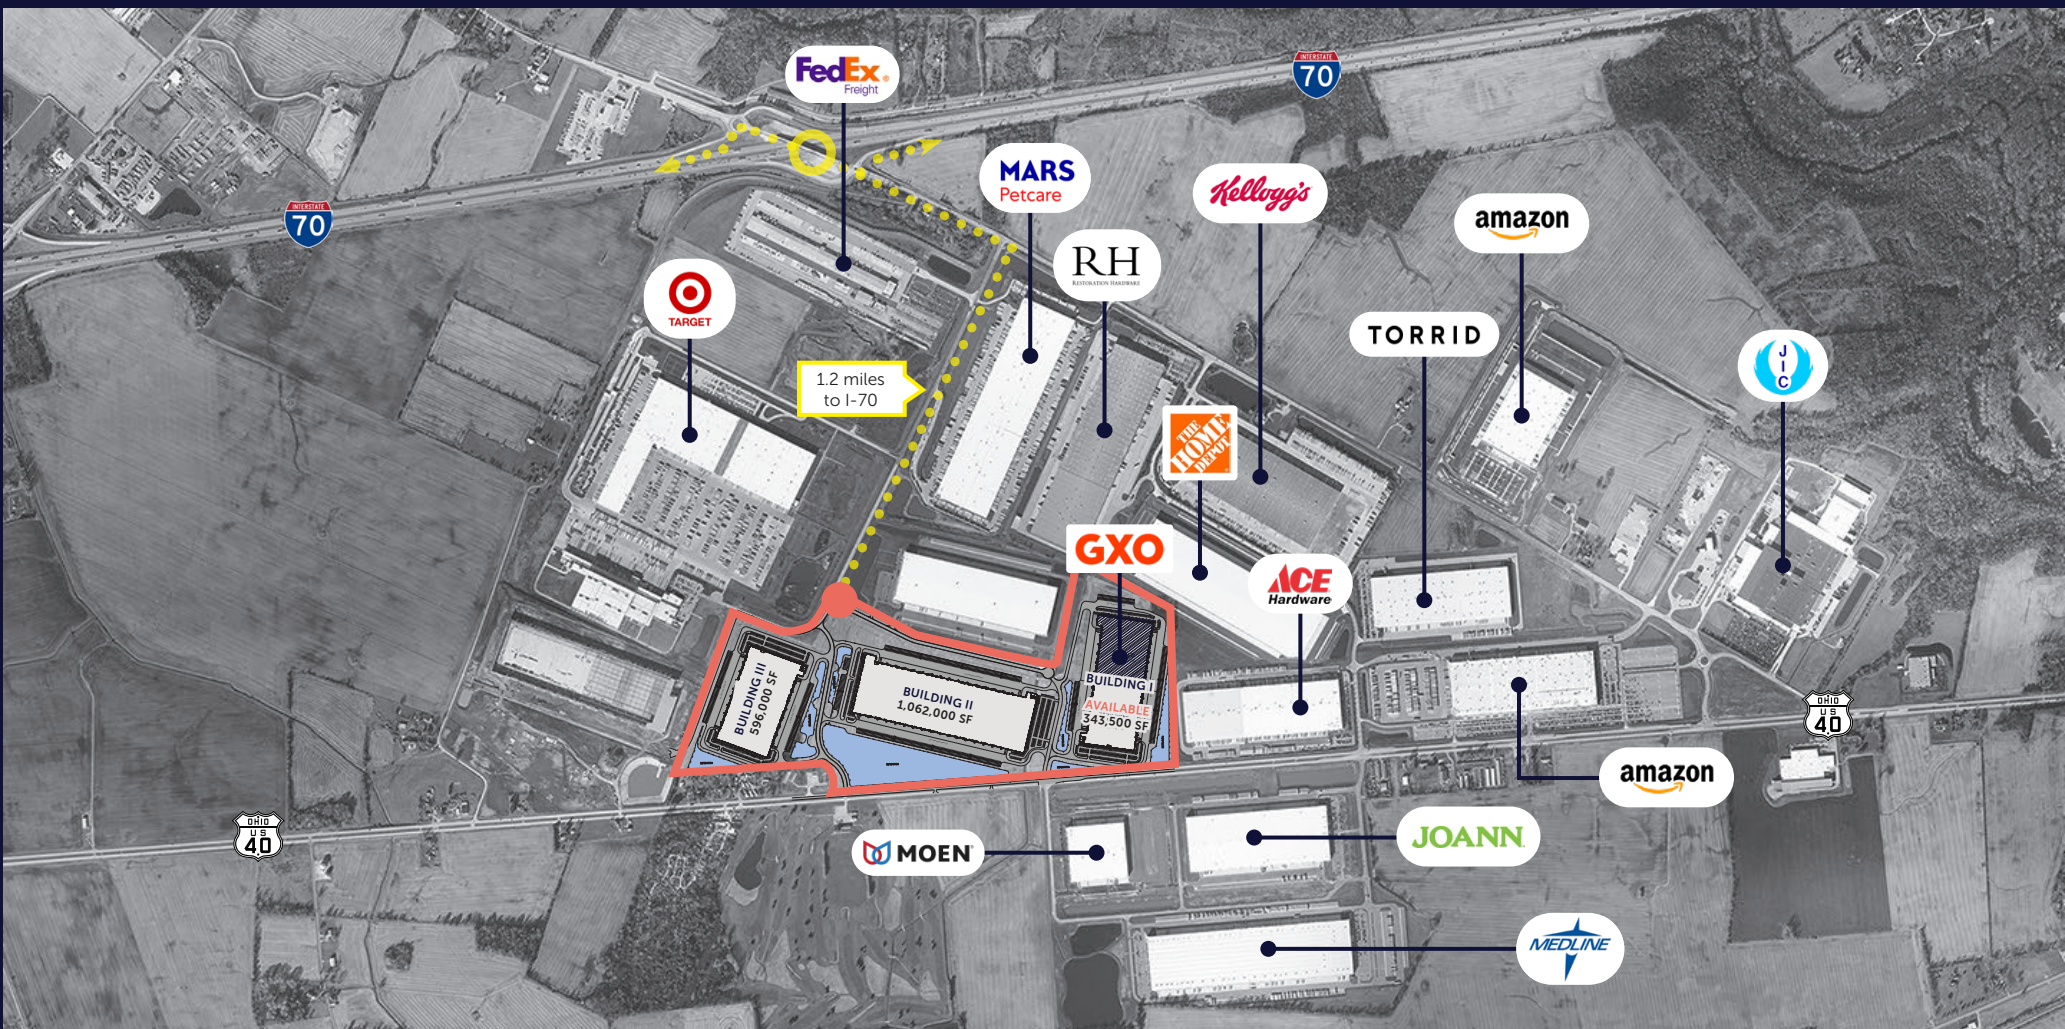 FedEx®
Freight
INTERSTATE
70
MARS
Petcare
Kellogg's
amazon
INTERSTATE
70
RH
RESTORATION HARDWARE
TARGET
TORRID
J
I
C
1.2 miles
to I-70
THE
HOME
DEPOT
GXO
ACE
Hardware
BUILDING III
596,000 SF
BUILDING II
1,062,000 SF
BUILDING I
AVAILABLE
343,500 SF
OHIO
US
40
amazon
OHIO
US
40
MOEN
JOANN
MEDLINE